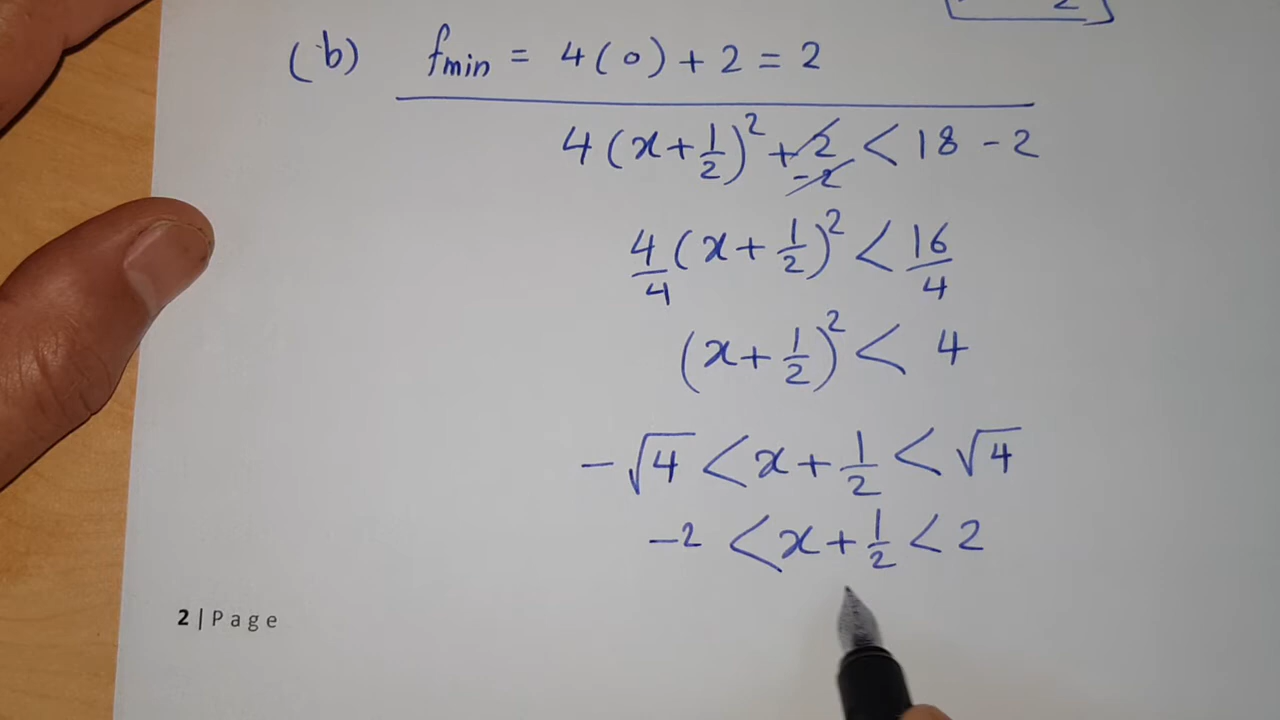 (b) fmin = 4(0) + 2 = 2
4(x + 1/2)² + 2 - 2 < 18 - 2
4/4 (x + 1/2)² < 16/4
(x + 1/2)² < 4
-√4 < x + 1/2 < √4
-2 < x + 1/2 < 2
2 | Page